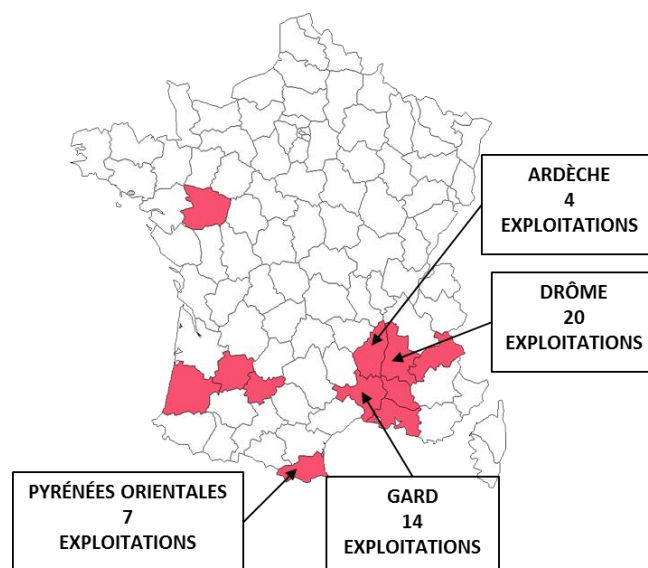 ARDÈCHE
4
EXPLOITATIONS
DRÔME
20
EXPLOITATIONS
PYRÉNÉES ORIENTALES
7
EXPLOITATIONS
GARD
14
EXPLOITATIONS